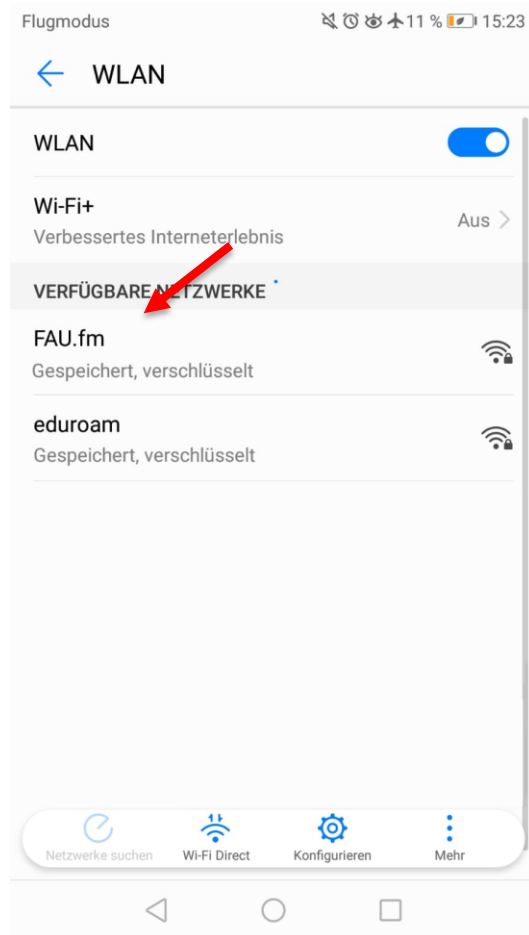 Flugmodus 11 % 15:23
WLAN
WLAN
Wi-Fi+
Verbessertes Interneterlebnis
Aus
VERFÜGBARE NETZWERKE
FAU.fm
Gespeichert, verschlüsselt
eduroam
Gespeichert, verschlüsselt
Netzwerke suchen Wi-Fi Direct Konfigurieren Mehr